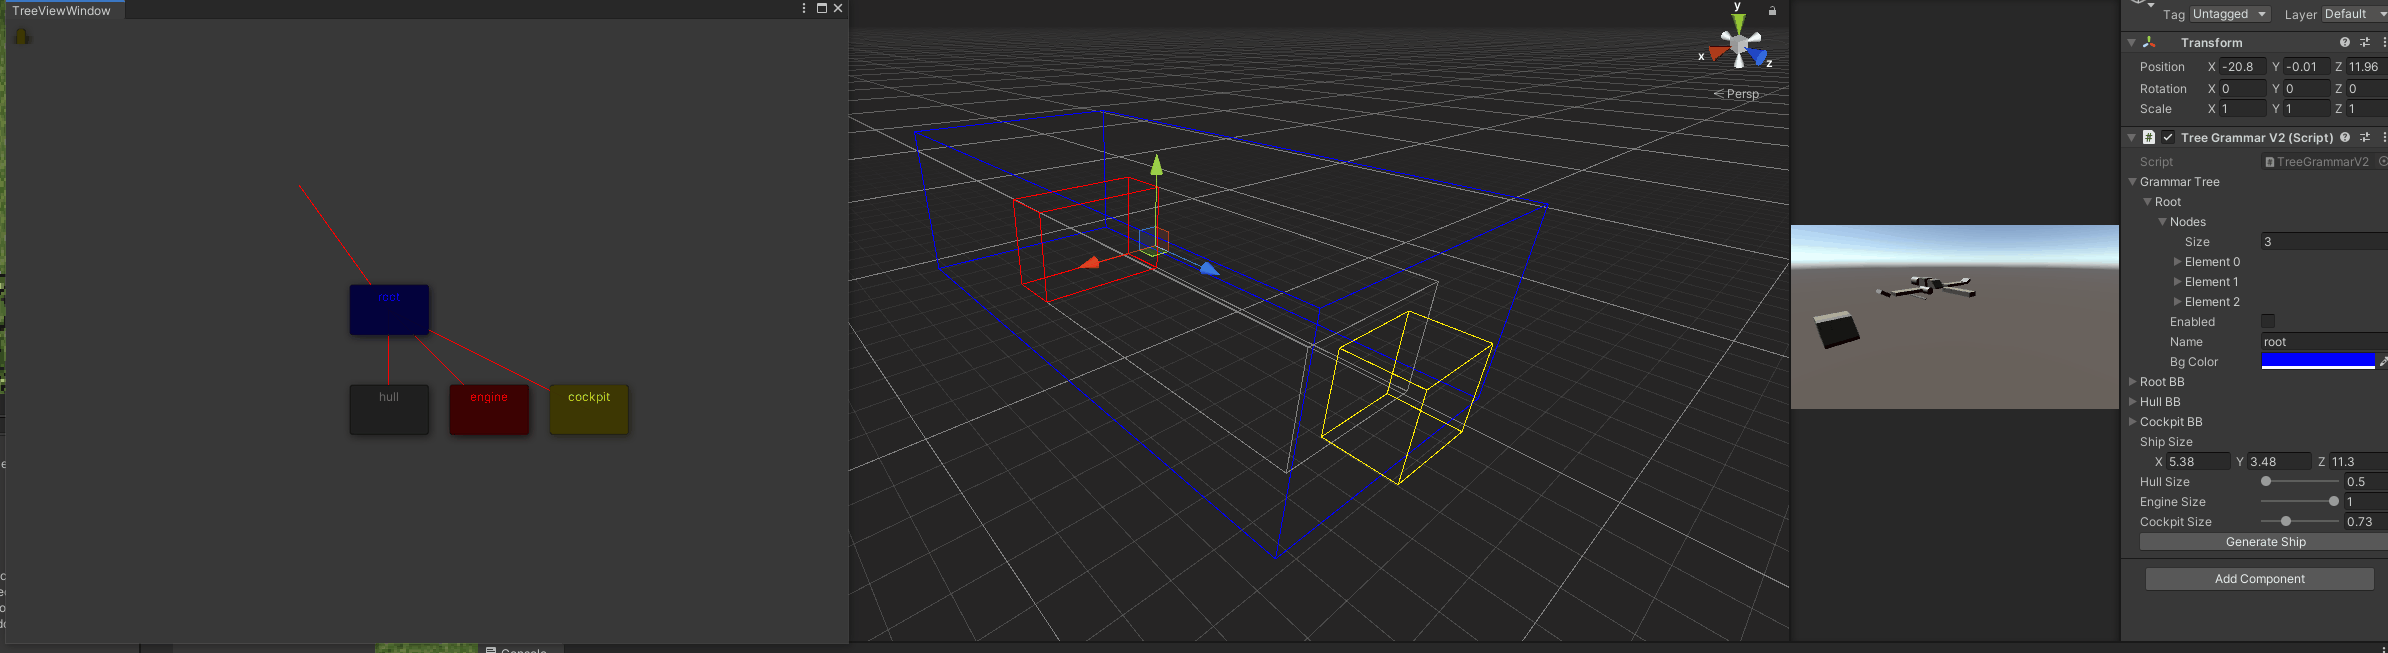 TreeViewWindow
root
hull
engine
cockpit
y
x
z
Persp
Tag Untagged Layer Default
Transform
Position X -20.8 Y -0.01 Z 11.96
Rotation X 0 Y 0 Z 0
Scale X 1 Y 1 Z 1
# Tree Grammar V2 (Script)
Script TreeGrammarV2
Grammar Tree
Root
Nodes
Size 3
Element 0
Element 1
Element 2
Enabled
Name root
Bg Color
Root BB
Hull BB
Cockpit BB
Ship Size
X 5.38 Y 3.48 Z 11.3
Hull Size 0.5
Engine Size 1
Cockpit Size 0.73
Generate Ship
Add Component
Console